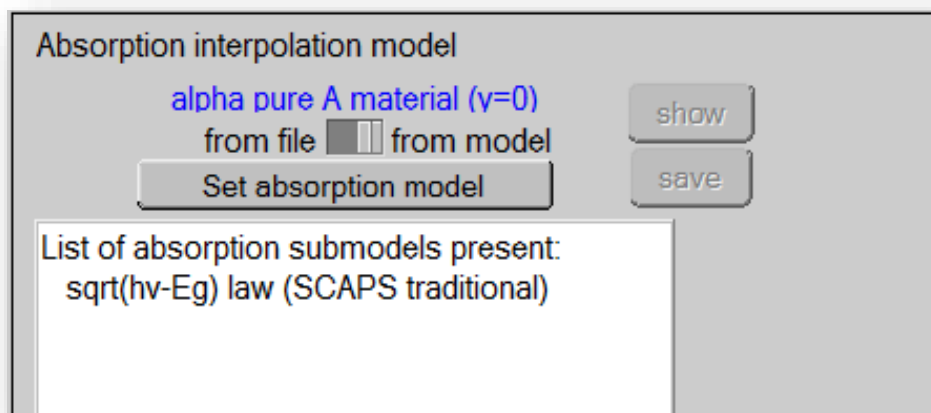 Absorption interpolation model
alpha pure A material (y=0)
show
from file from model
Set absorption model
save
List of absorption submodels present:
sqrt(hv-Eg) law (SCAPS traditional)